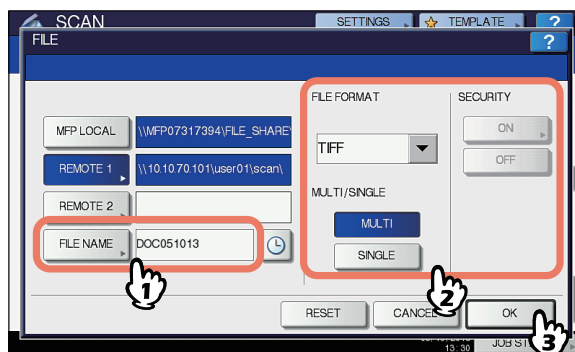 SCAN
SETTINGS
TEMPLATE
?
FILE
?
FILE FORMAT
SECURITY
MFP LOCAL
\\MFP07317394\FILE_SHARE
TIFF
ON
REMOTE 1
\\10.10.70.101\user01\scan\
OFF
MULTI/SINGLE
REMOTE 2
MULTI
FILE NAME
DOC051013
SINGLE
1
2
RESET
CANCEL
OK
3
13:30
JOB ST